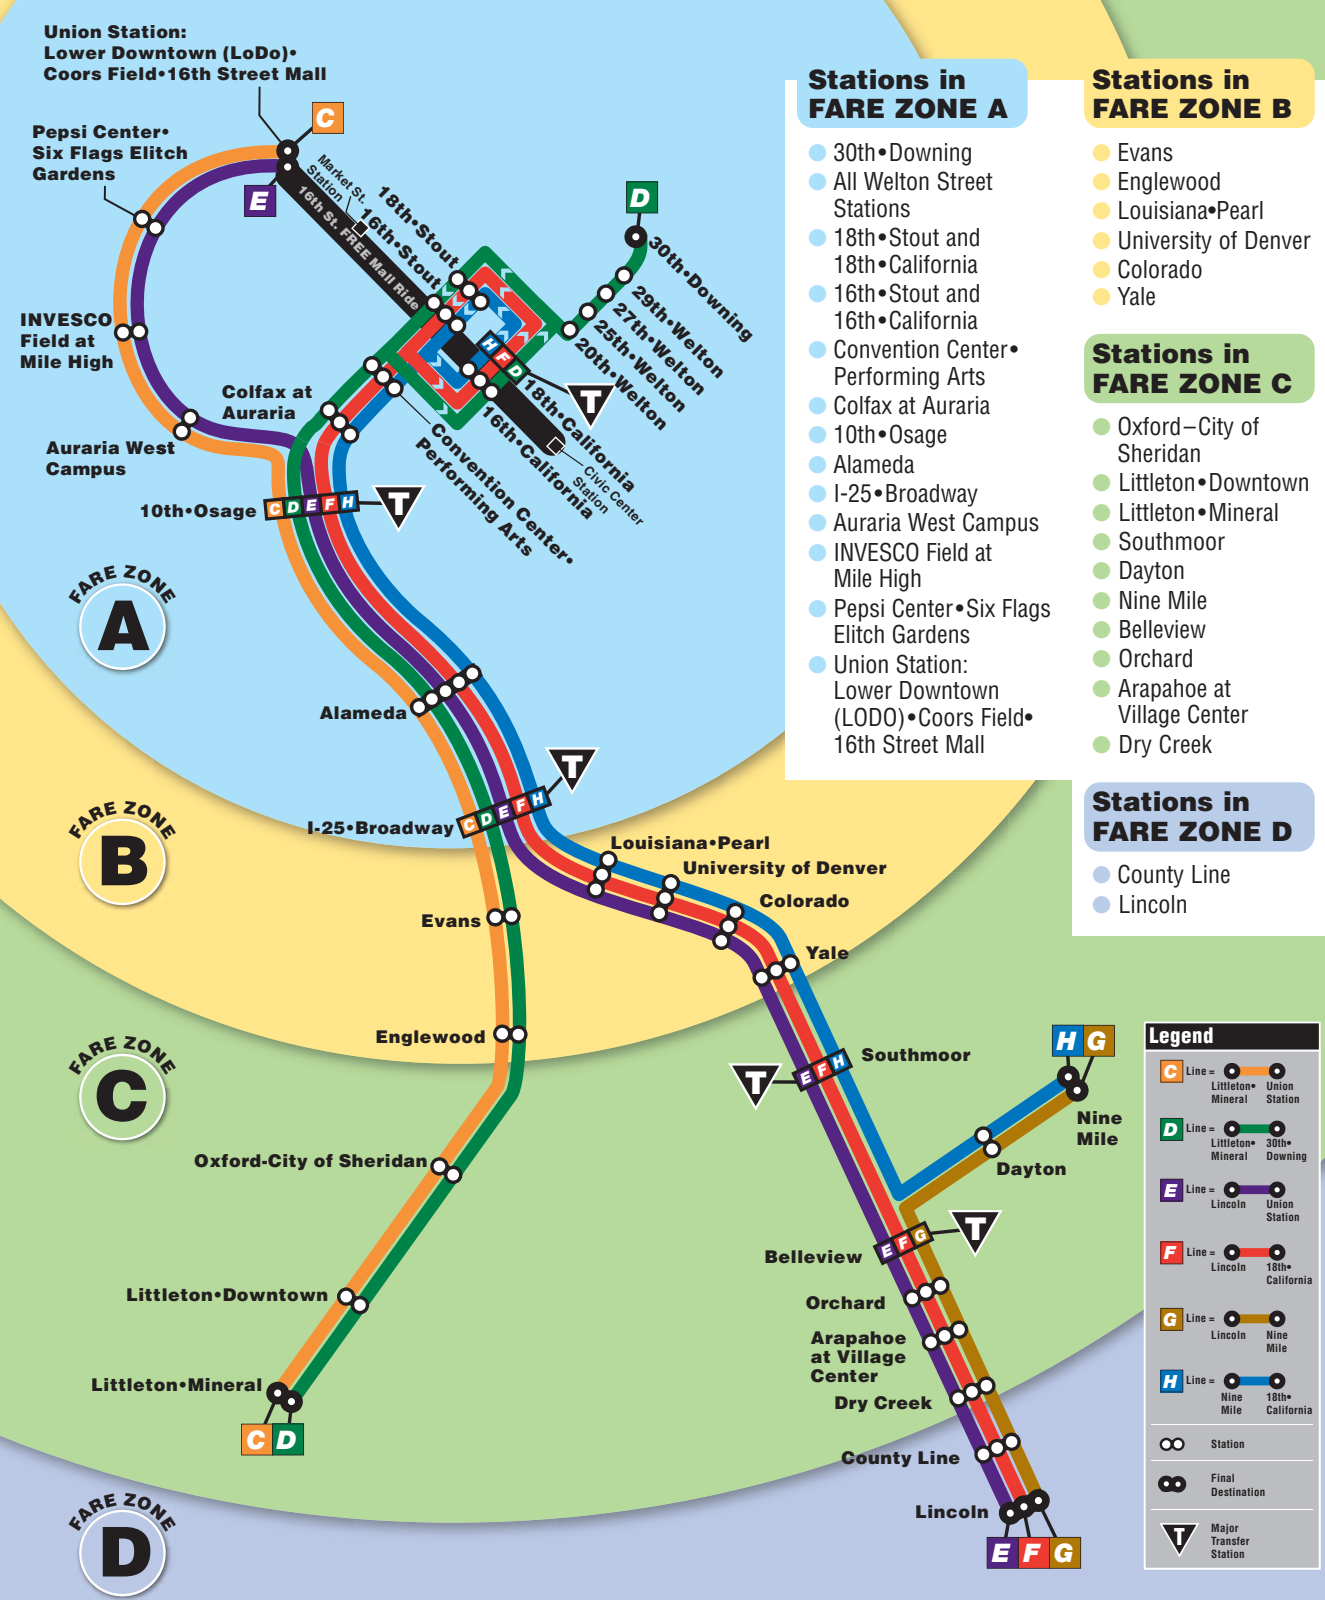 Union Station:
Lower Downtown (LoDo)•
Coors Field•16th Street Mall
C
Pepsi Center•
Six Flags Elitch
Gardens
E
Market St.
Station
16th St. FREE Mall Ride
18th•Stout
16th•Stout
D
30th•Downing
29th•Welton
27th•Welton
25th•Welton
20th•Welton
H F D
T
18th•California
16th•California
Civic Center
Station
Convention Center•
Performing Arts
INVESCO
Field at
Mile High
Colfax at
Auraria
Auraria West
Campus
10th•Osage
C D E F H
T
FARE ZONE
A
Alameda
T
I-25•Broadway
C D E F H
FARE ZONE
B
Louisiana•Pearl
University of Denver
Colorado
Evans
Yale
Englewood
Southmoor
E F H
T
H G
FARE ZONE
C
Nine
Mile
Dayton
Oxford-City of Sheridan
T
Belleview
E F G
Littleton•Downtown
Orchard
Arapahoe
at Village
Center
Littleton•Mineral
Dry Creek
C D
County Line
FARE ZONE
D
Lincoln
E F G
Stations in
FARE ZONE A
30th•Downing
All Welton Street
Stations
18th•Stout and
18th•California
16th•Stout and
16th•California
Convention Center•
Performing Arts
Colfax at Auraria
10th•Osage
Alameda
I-25•Broadway
Auraria West Campus
INVESCO Field at
Mile High
Pepsi Center•Six Flags
Elitch Gardens
Union Station:
Lower Downtown
(LODO)•Coors Field•
16th Street Mall
Stations in
FARE ZONE B
Evans
Englewood
Louisiana•Pearl
University of Denver
Colorado
Yale
Stations in
FARE ZONE C
Oxford–City of
Sheridan
Littleton•Downtown
Littleton•Mineral
Southmoor
Dayton
Nine Mile
Belleview
Orchard
Arapahoe at
Village Center
Dry Creek
Stations in
FARE ZONE D
County Line
Lincoln
Legend
C Line =
Littleton• Union
Mineral Station
D Line =
Littleton• 30th•
Mineral Downing
E Line =
Lincoln Union
Station
F Line =
Lincoln 18th•
California
G Line =
Lincoln Nine
Mile
H Line =
Nine 18th•
Mile California
Station
Final
Destination
T
Major
Transfer
Station